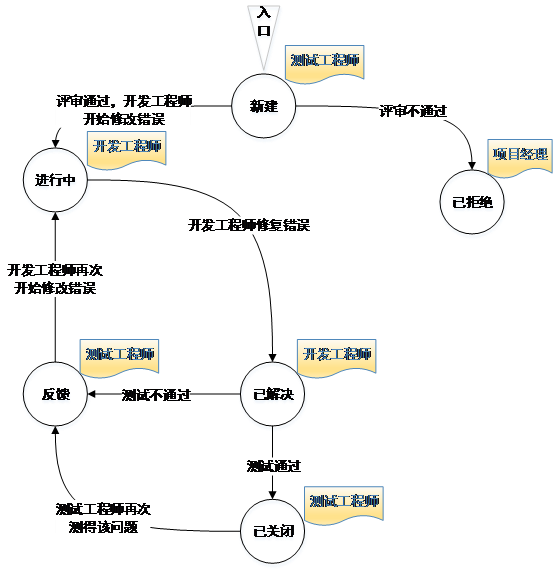 入
口
测试工程师
新建
评审通过，开发工程师
开始修改错误
评审不通过
开发工程师
项目经理
进行中
已拒绝
开发工程师修复错误
开发工程师再次
开始修改错误
测试工程师
开发工程师
反馈
测试不通过
已解决
测试通过
测试工程师
测试工程师再次
测得该问题
已关闭